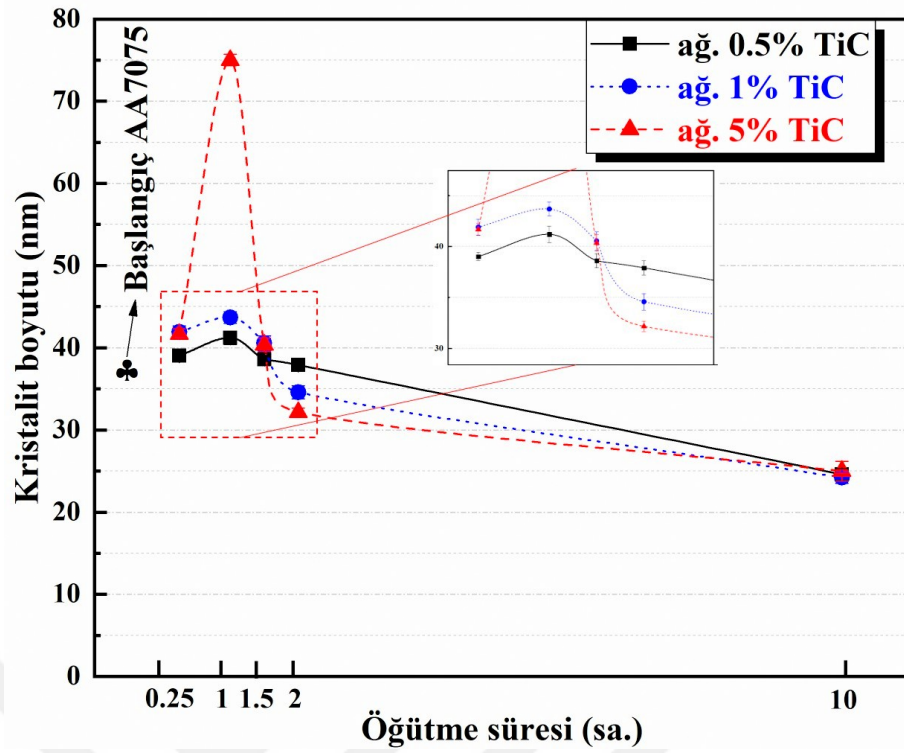 80
70
60
50
40
30
20
10
0
Kristalit boyutu (nm)
Başlangıç AA7075
ağ. 0.5% TiC
ağ. 1% TiC
ağ. 5% TiC
40
30
0.25
1
1.5
2
10
Öğütme süresi (sa.)